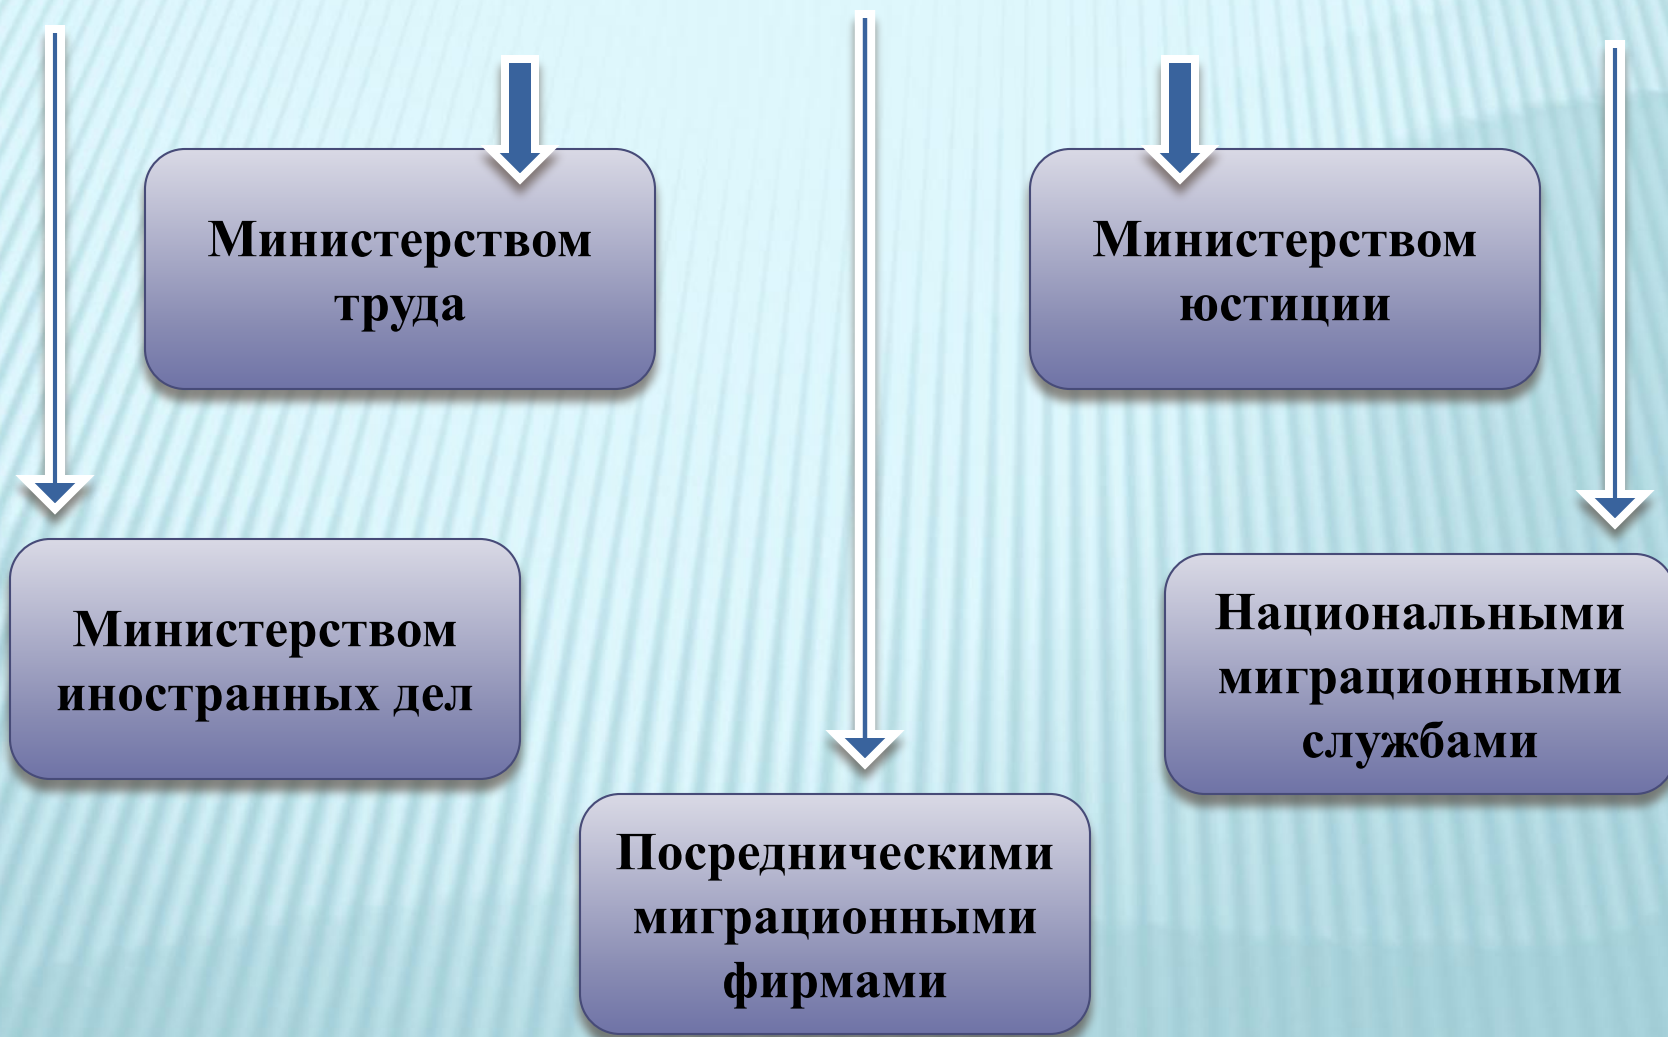 Министерством
труда
Министерством
юстиции
Министерством
иностранных дел
Национальными
миграционными
службами
Посредническими
миграционными
фирмами